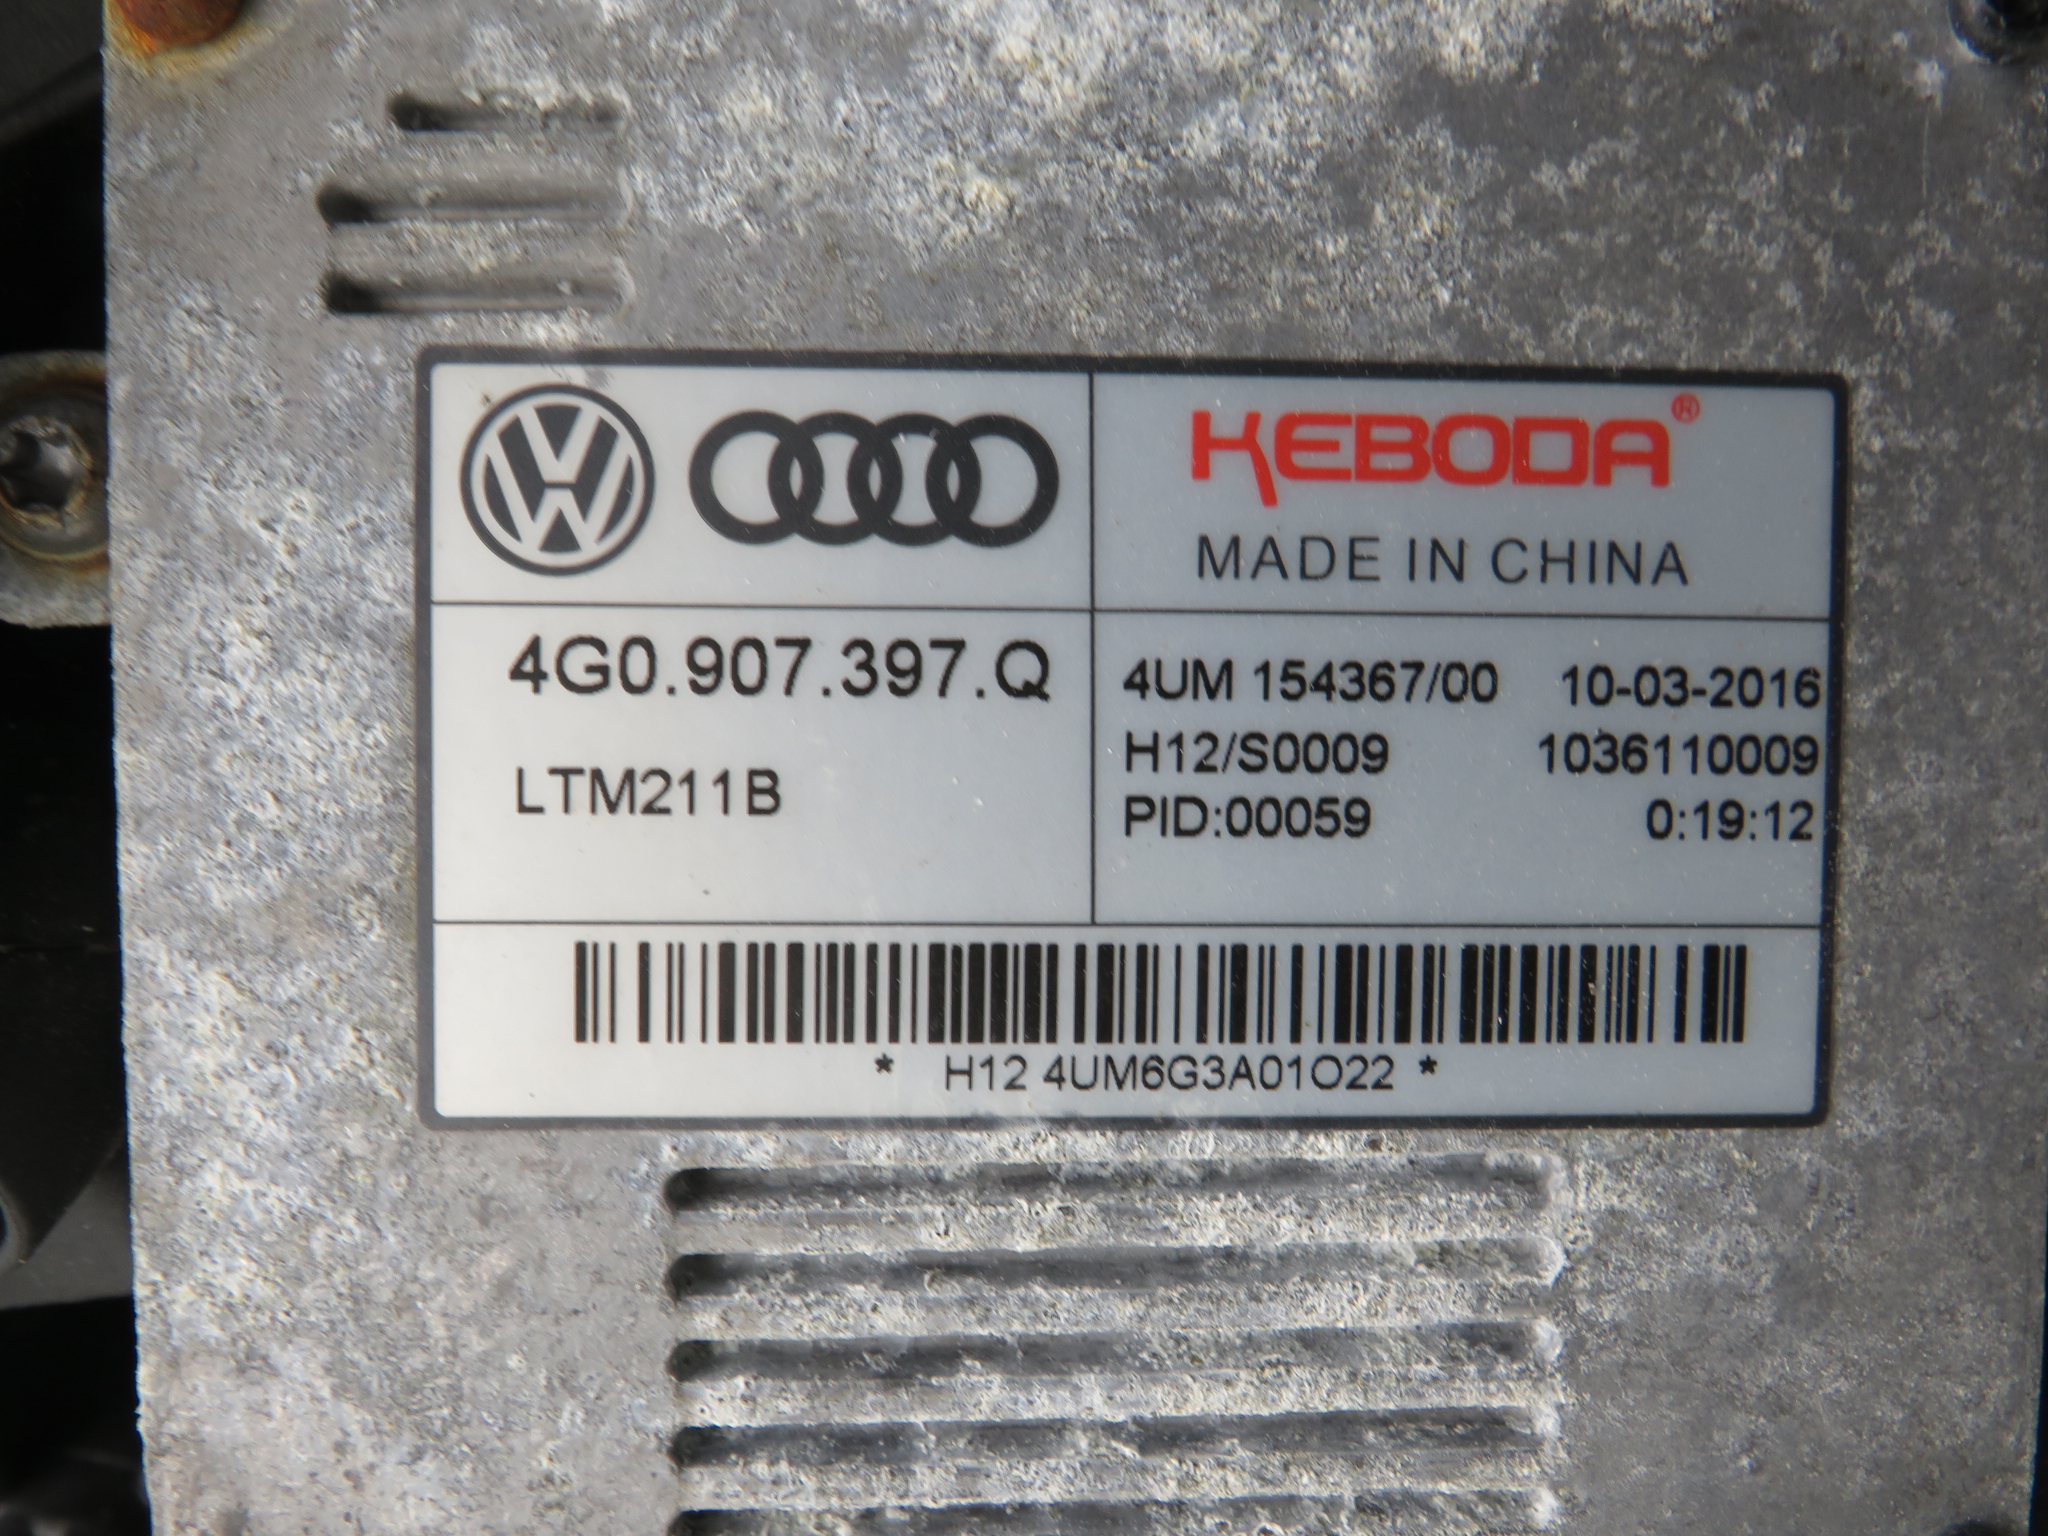 KEBODA®
MADE IN CHINA
4G0.907.397.Q
LTM211B
4UM 154367/00 10-03-2016
H12/S0009 1036110009
PID:00059 0:19:12
* H12 4UM6G3A01O22 *